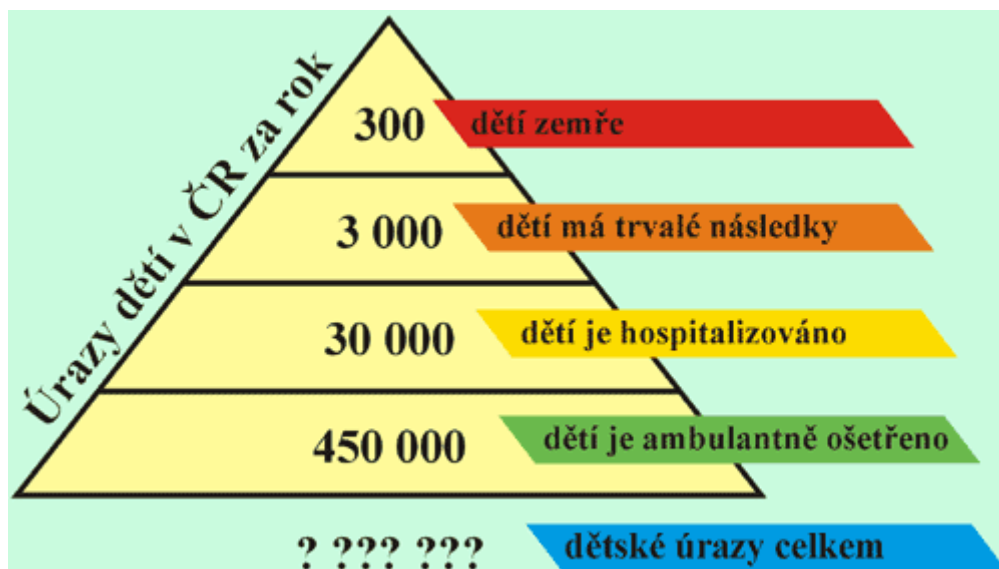 Úrazy dětí v ČR za rok
300 dětí zemře
3 000 dětí má trvalé následky
30 000 dětí je hospitalizováno
450 000 dětí je ambulantně ošetřeno
? ??? ??? dětské úrazy celkem